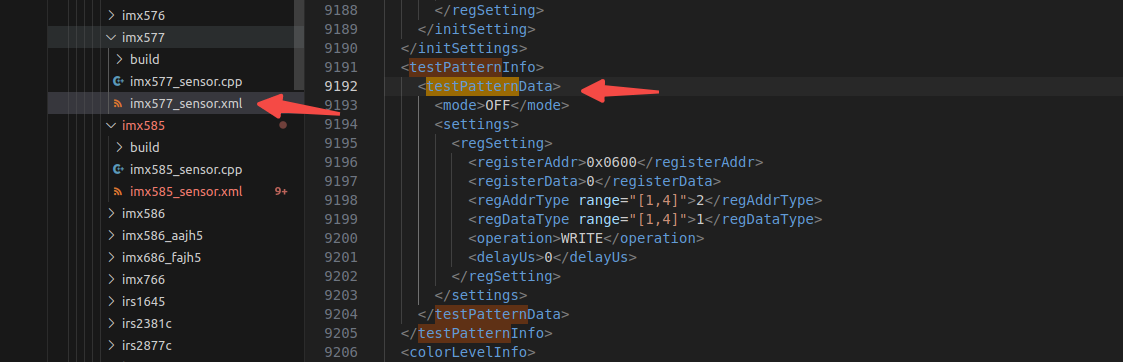 imx576
imx577
build
imx577_sensor.cpp
imx577_sensor.xml
imx585
build
imx585_sensor.cpp
imx585_sensor.xml 9+
imx586
imx586_aajh5
imx686_fajh5
imx766
irs1645
irs2381c
irs2877c
9188 </regSetting>
9189 </initSetting>
9190 </initSettings>
9191 <testPatternInfo>
9192 <testPatternData>
9193 <mode>OFF</mode>
9194 <settings>
9195 <regSetting>
9196 <registerAddr>0x0600</registerAddr>
9197 <registerData>0</registerData>
9198 <regAddrType range="[1,4]">2</regAddrType>
9199 <regDataType range="[1,4]">1</regDataType>
9200 <operation>WRITE</operation>
9201 <delayUs>0</delayUs>
9202 </regSetting>
9203 </settings>
9204 </testPatternData>
9205 </testPatternInfo>
9206 <colorLevelInfo>